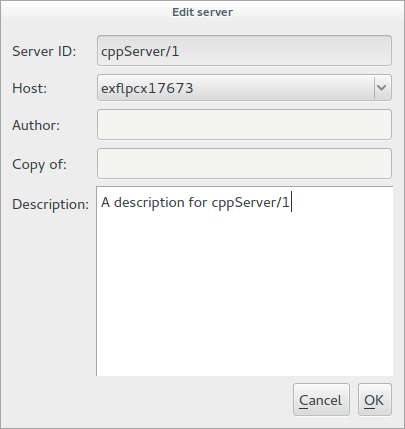 Edit server
Server ID: cppServer/1
Host: exflpcx17673
Author:
Copy of:
Description: A description for cppServer/1
Cancel OK